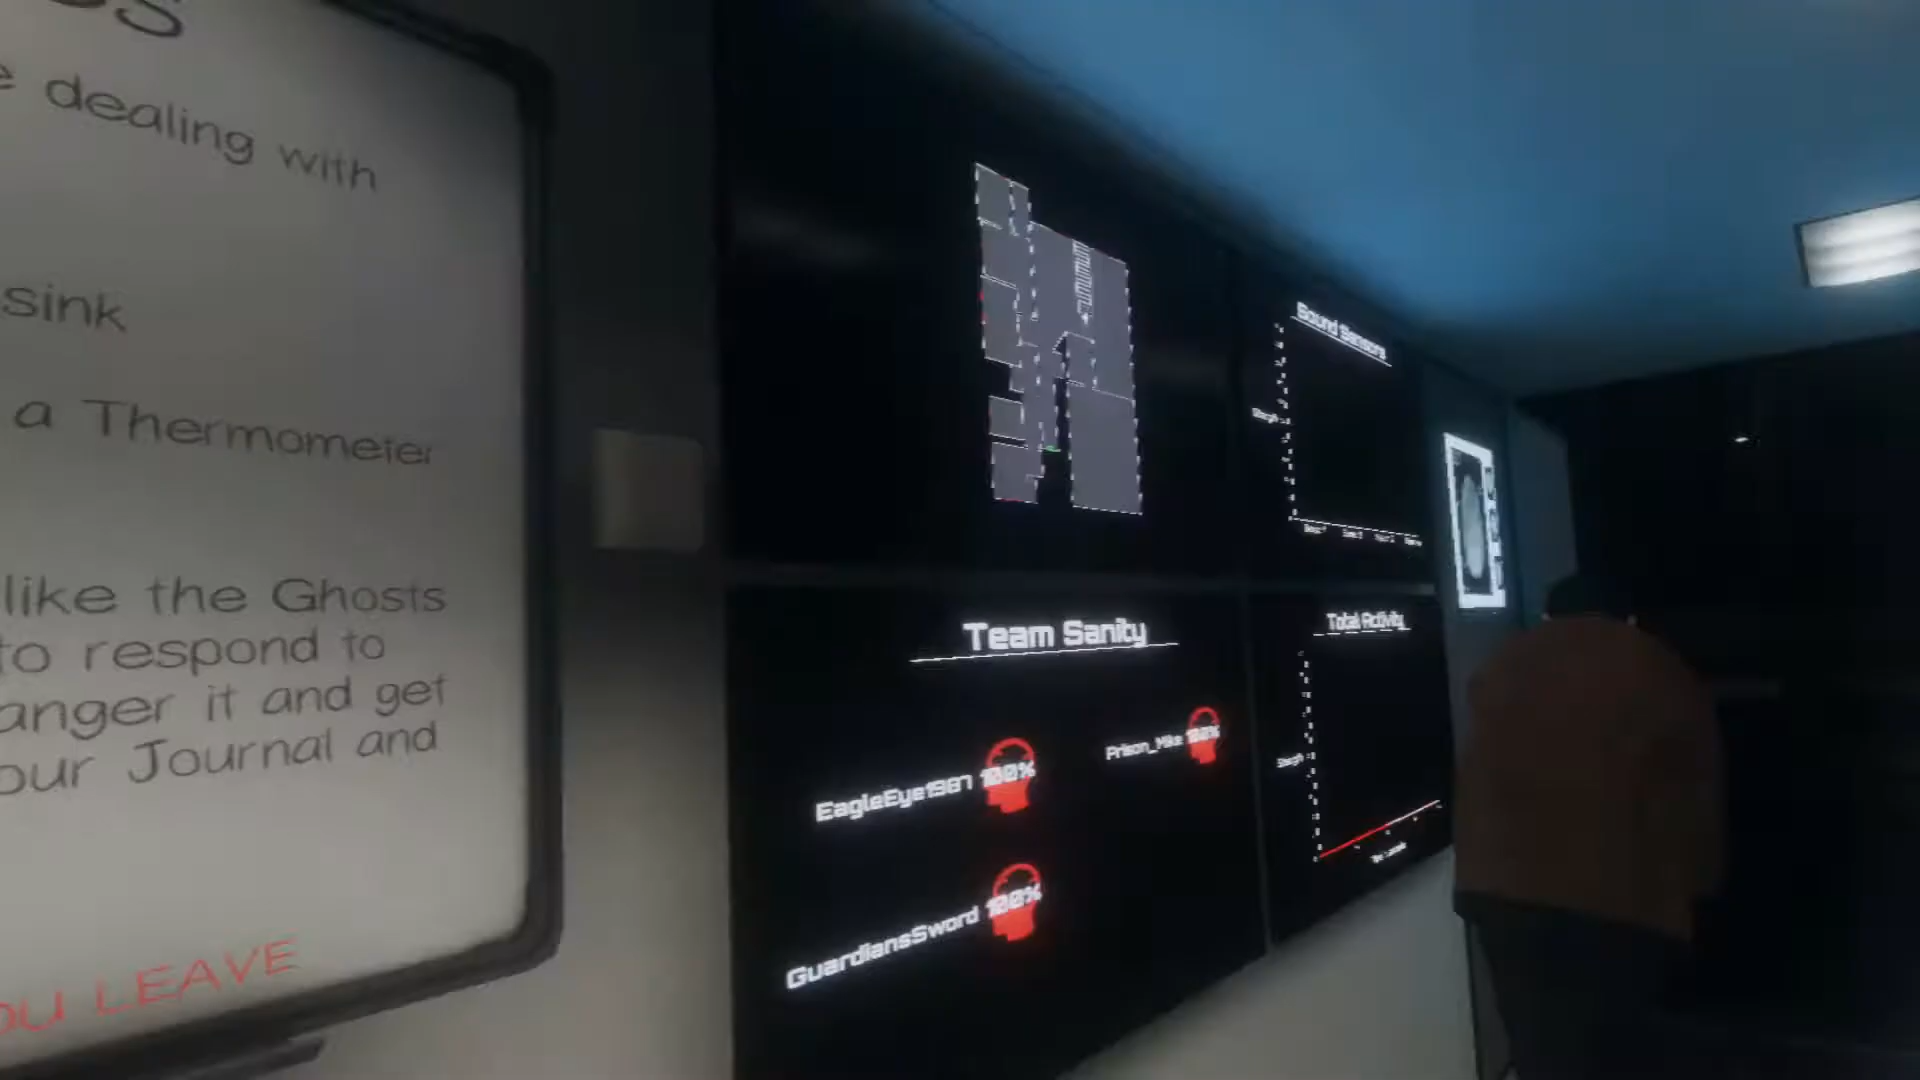 dealing with
sink
a Thermometer
like the Ghosts
to respond to
anger it and get
our Journal and
OU LEAVE
Sound Sensors
Team Sanity
EagleEye1987 100%
Prison_Mike 100%
GuardiansSword 100%
Total Activity